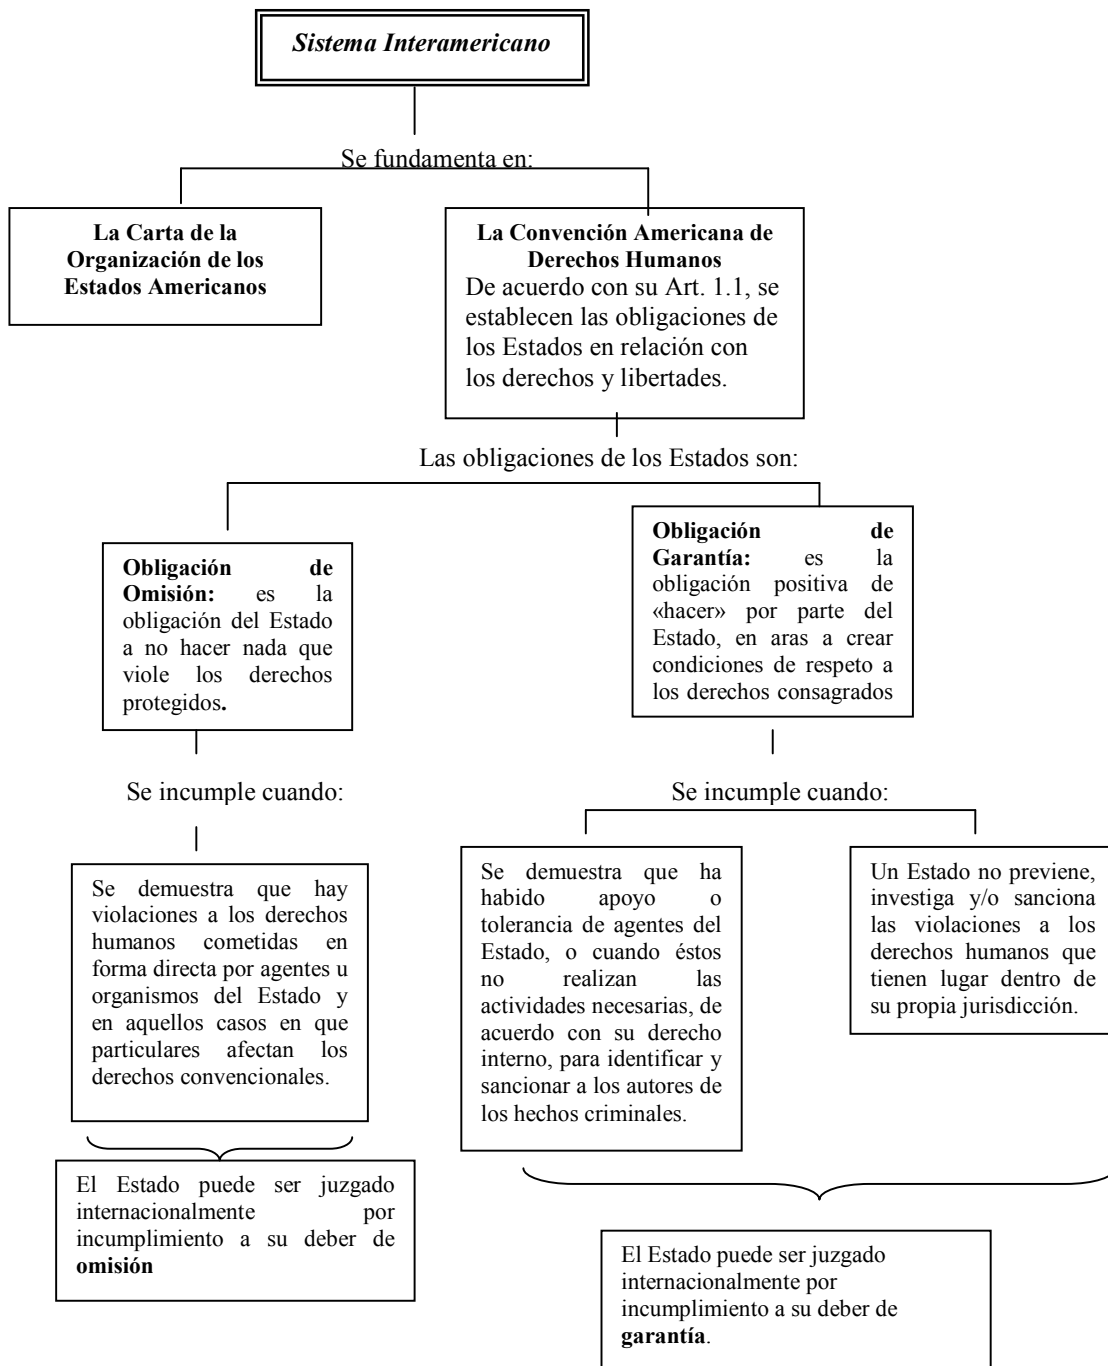 Sistema Interamericano
Se fundamenta en:
La Carta de la
Organización de los
Estados Americanos
La Convención Americana de
Derechos Humanos
De acuerdo con su Art. 1.1, se
establecen las obligaciones de
los Estados en relación con
los derechos y libertades.
Las obligaciones de los Estados son:
Obligación de
Omisión: es la
obligación del Estado
a no hacer nada que
viole los derechos
protegidos.
Obligación de
Garantía: es la
obligación positiva de
«hacer» por parte del
Estado, en aras a crear
condiciones de respeto a
los derechos consagrados
Se incumple cuando:
Se incumple cuando:
Se demuestra que hay
violaciones a los derechos
humanos cometidas en
forma directa por agentes u
organismos del Estado y
en aquellos casos en que
particulares afectan los
derechos convencionales.
Se demuestra que ha
habido apoyo o
tolerancia de agentes del
Estado, o cuando éstos
no realizan las
actividades necesarias, de
acuerdo con su derecho
interno, para identificar y
sancionar a los autores de
los hechos criminales.
Un Estado no previene,
investiga y/o sanciona
las violaciones a los
derechos humanos que
tienen lugar dentro de
su propia jurisdicción.
El Estado puede ser juzgado
internacionalmente por
incumplimiento a su deber de
omisión
El Estado puede ser juzgado
internacionalmente por
incumplimiento a su deber de
garantía.